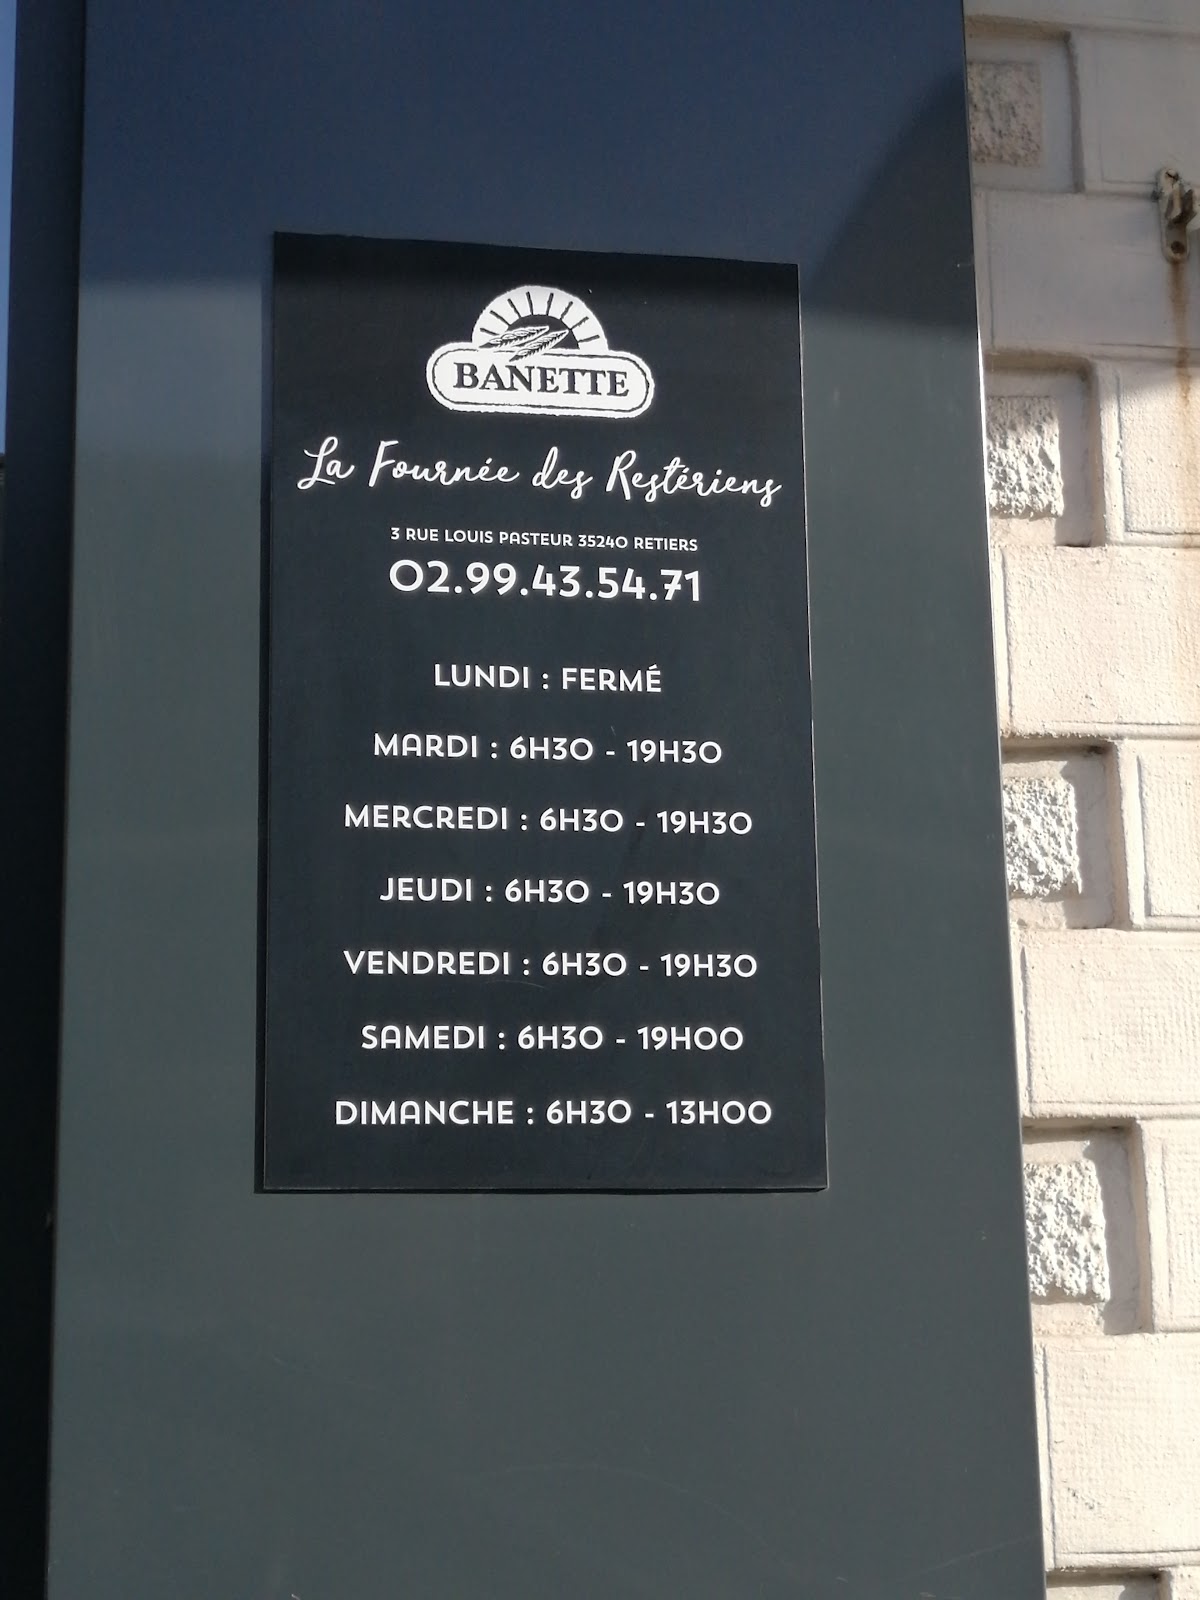 BANETTE
La Fournée des Restériens
3 RUE LOUIS PASTEUR 35240 RETIERS
02.99.43.54.71
LUNDI : FERMÉ
MARDI : 6H30 - 19H30
MERCREDI : 6H30 - 19H30
JEUDI : 6H30 - 19H30
VENDREDI : 6H30 - 19H30
SAMEDI : 6H30 - 19H00
DIMANCHE : 6H30 - 13H00